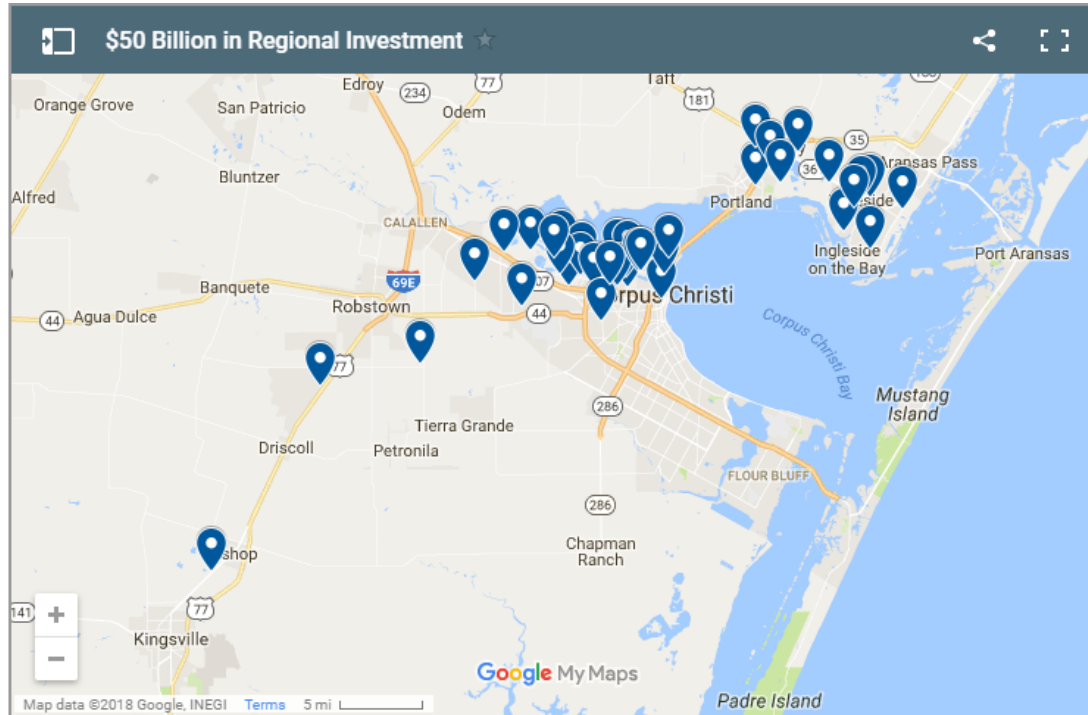 $50 Billion in Regional Investment
Taft
Edroy
77
234
181
Orange Grove
San Patricio
Odem
35
Aransas Pass
36
Bluntzer
Alfred
Portland
CALALLEN
Ingleside
on the Bay
Port Aransas
69E
Banquete
Robstown
44
Agua Dulce
44
Corpus Christi Bay
77
Mustang
Island
286
Tierra Grande
Driscoll
Petronila
FLOUR BLUFF
286
Chapman
Ranch
141
77
Kingsville
Google My Maps
Padre Island
Map data ©2018 Google, INEGI Terms 5 mi